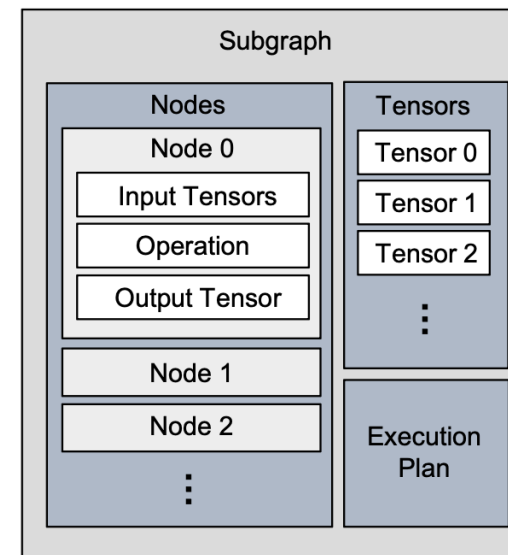 Subgraph
Nodes
Node 0
Input Tensors
Operation
Output Tensor
Node 1
Node 2
⋮
Tensors
Tensor 0
Tensor 1
Tensor 2
⋮
Execution
Plan